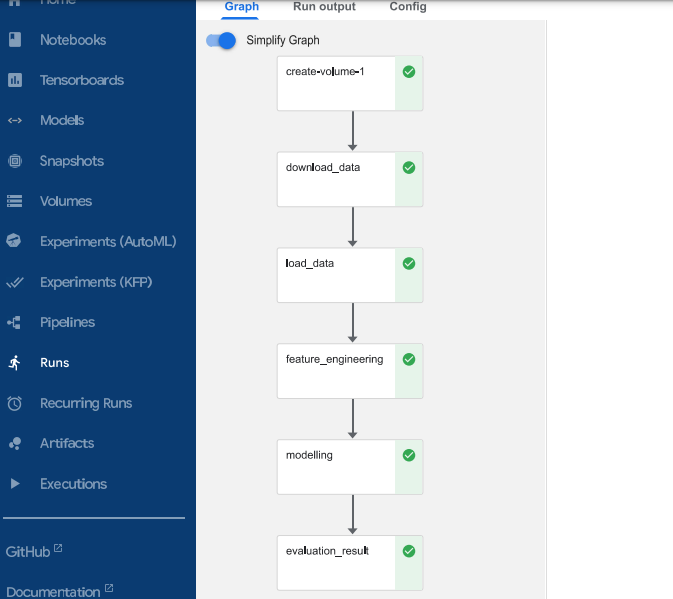 Home
Notebooks
Tensorboards
Models
Snapshots
Volumes
Experiments (AutoML)
Experiments (KFP)
Pipelines
Runs
Recurring Runs
Artifacts
Executions
GitHub
Documentation
Graph Run output Config
Simplify Graph
create-volume-1
download_data
load_data
feature_engineering
modelling
evaluation_result